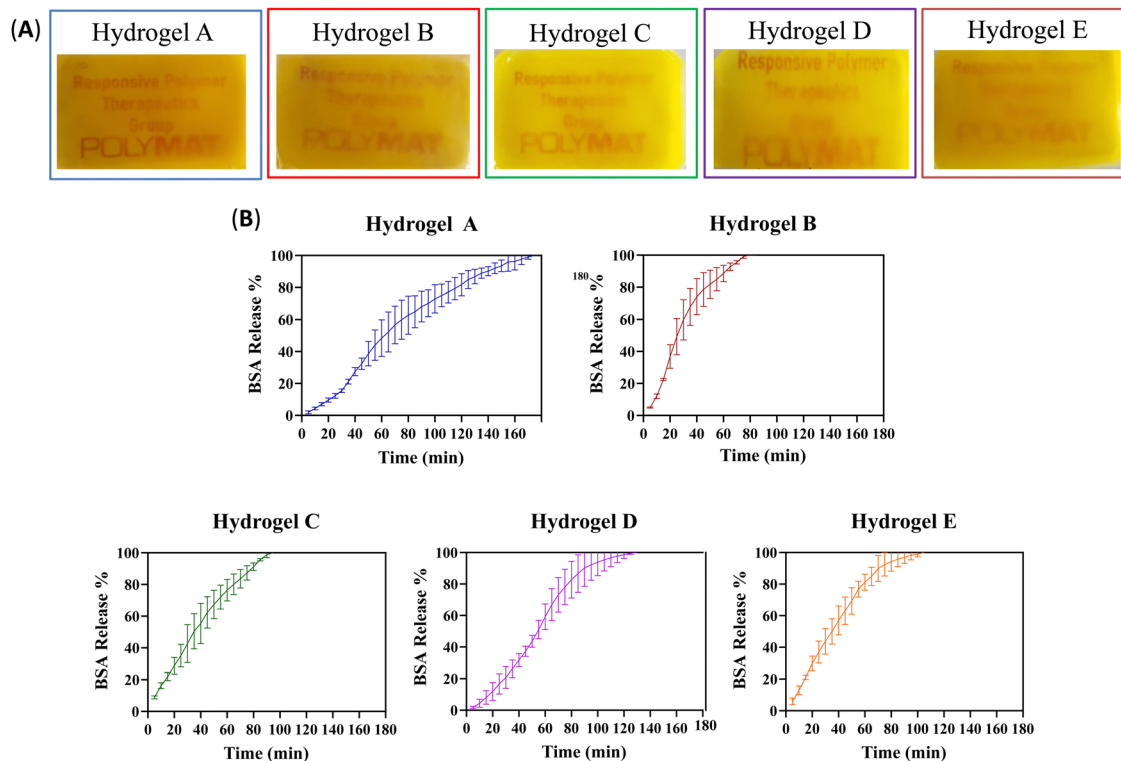 (A)
Hydrogel A
Hydrogel B
Hydrogel C
Hydrogel D
Hydrogel E
Responsive Polymer
Therapeutics
Group
POLYMAT
Responsive Polymer
Therapeutics
Group
POLYMAT
Responsive Polymer
Therapeutics
Group
POLYMAT
Responsive Polymer
Therapeutics
Group
POLYMAT
Responsive Polymer
Therapeutics
Group
POLYMAT
(B)
Hydrogel A
BSA Release %
100
80
60
40
20
0
0 20 40 60 80 100 120 140 160
Time (min)
Hydrogel B
180
BSA Release %
100
80
60
40
20
0
0 20 40 60 80 100 120 140 160 180
Time (min)
Hydrogel C
BSA Release %
100
80
60
40
20
0
0 20 40 60 80 100 120 140 160 180
Time (min)
Hydrogel D
BSA Release %
100
80
60
40
20
0
0 20 40 60 80 100 120 140 160 180
Time (min)
Hydrogel E
BSA Release %
100
80
60
40
20
0
0 20 40 60 80 100 120 140 160 180
Time (min)